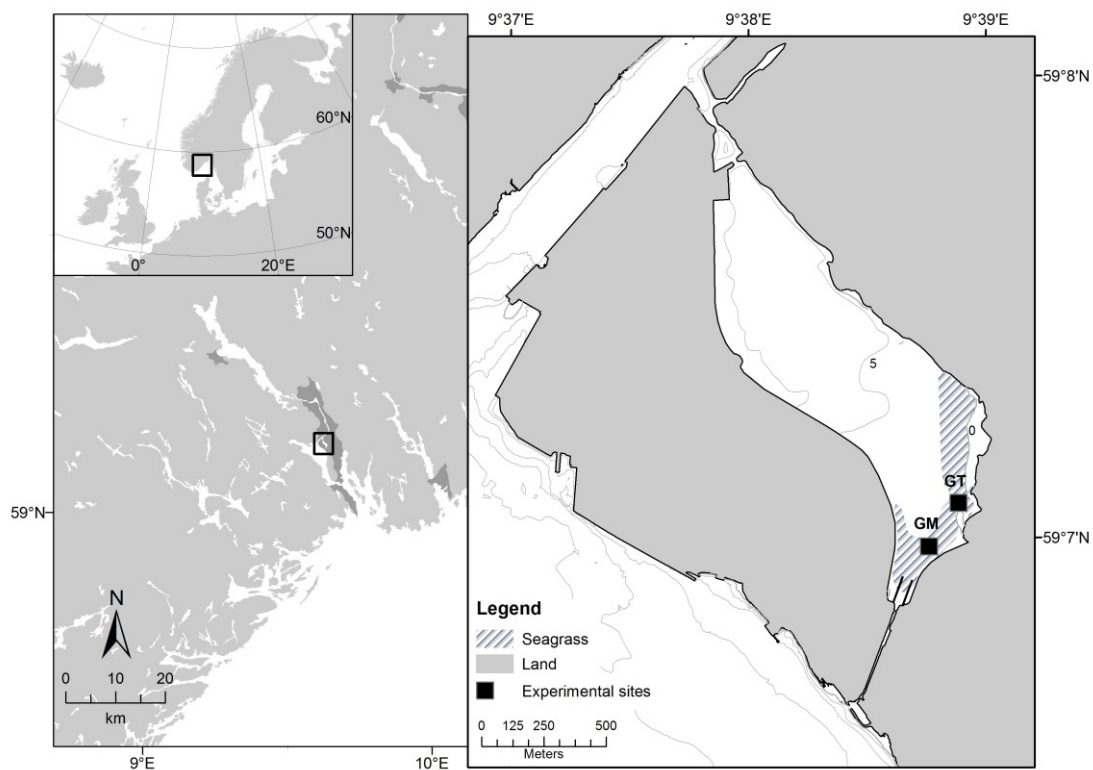 9°37'E
9°38'E
9°39'E
59°8'N
60°N
50°N
0°
20°E
5
0
GT
GM
59°N
59°7'N
N
0 10 20
km
9°E
10°E
Legend
Seagrass
Land
Experimental sites
0 125 250 500
Meters